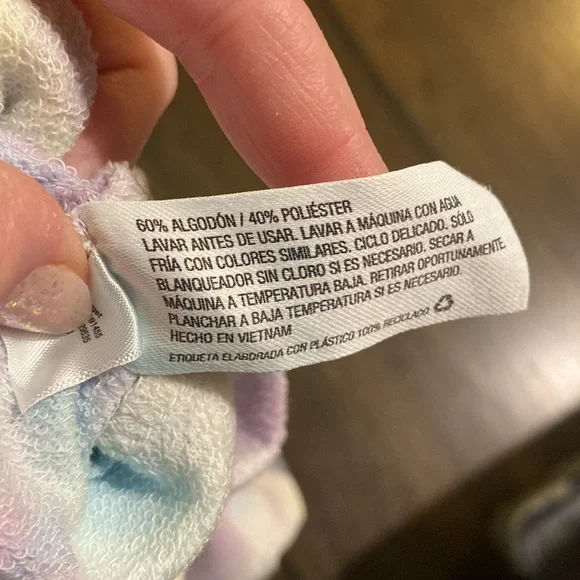 60% ALGODÓN / 40% POLIÉSTER
LAVAR ANTES DE USAR. LAVAR A MÁQUINA CON AGUA
FRÍA CON COLORES SIMILARES. CICLO DELICADO. SÓLO
BLANQUEADOR SIN CLORO SI ES NECESARIO. SECAR A
MÁQUINA A TEMPERATURA BAJA. RETIRAR OPORTUNAMENTE.
PLANCHAR A BAJA TEMPERATURA SI ES NECESARIO.
HECHO EN VIETNAM
ETIQUETA ELABORADA CON PLÁSTICO 100% RECICLADO